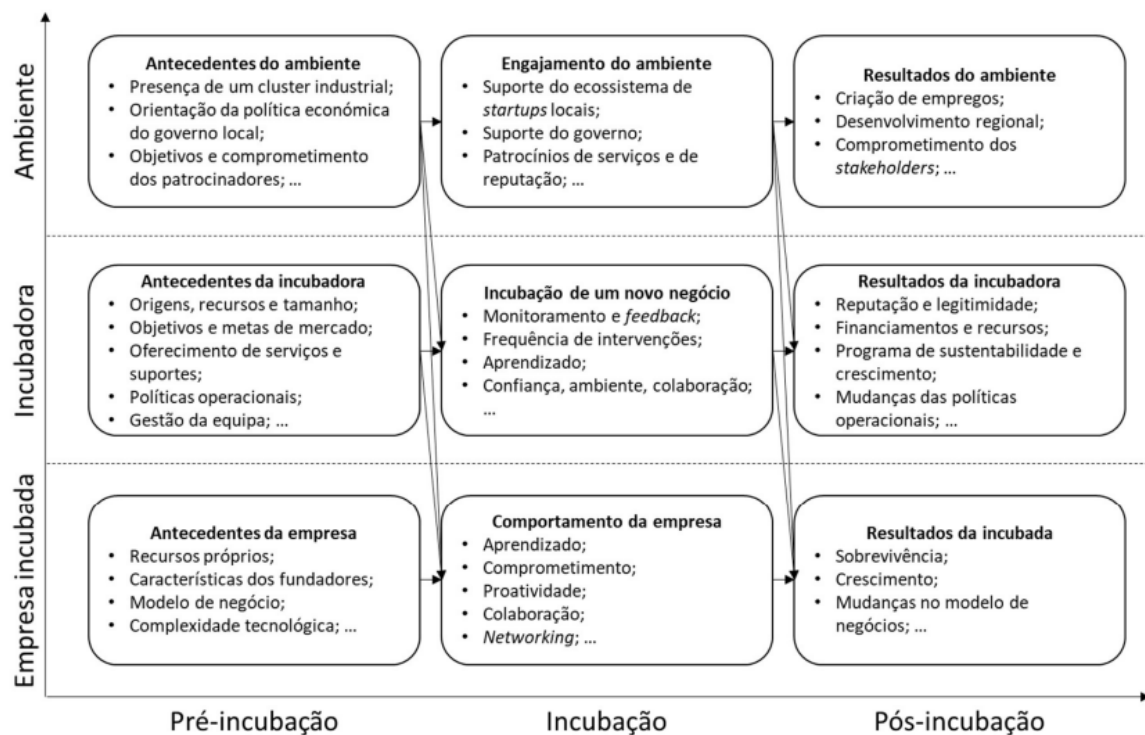 Ambiente
Antecedentes do ambiente
• Presença de um cluster industrial;
• Orientação da política económica
do governo local;
• Objetivos e comprometimento
dos patrocinadores; ...
Engajamento do ambiente
• Suporte do ecossistema de
startups locais;
• Suporte do governo;
• Patrocínios de serviços e de
reputação; ...
Resultados do ambiente
• Criação de empregos;
• Desenvolvimento regional;
• Comprometimento dos
stakeholders; ...
Incubadora
Antecedentes da incubadora
• Origens, recursos e tamanho;
• Objetivos e metas de mercado;
• Oferecimento de serviços e
suportes;
• Políticas operacionais;
• Gestão da equipa; ...
Incubação de um novo negócio
• Monitoramento e feedback;
• Frequência de intervenções;
• Aprendizado;
• Confiança, ambiente, colaboração;
...
Resultados da incubadora
• Reputação e legitimidade;
• Financiamentos e recursos;
• Programa de sustentabilidade e
crescimento;
• Mudanças das políticas
operacionais; ...
Empresa incubada
Antecedentes da empresa
• Recursos próprios;
• Características dos fundadores;
• Modelo de negócio;
• Complexidade tecnológica; ...
Comportamento da empresa
• Aprendizado;
• Comprometimento;
• Proatividade;
• Colaboração;
• Networking; ...
Resultados da incubada
• Sobrevivência;
• Crescimento;
• Mudanças no modelo de
negócios; ...
Pré-incubação
Incubação
Pós-incubação